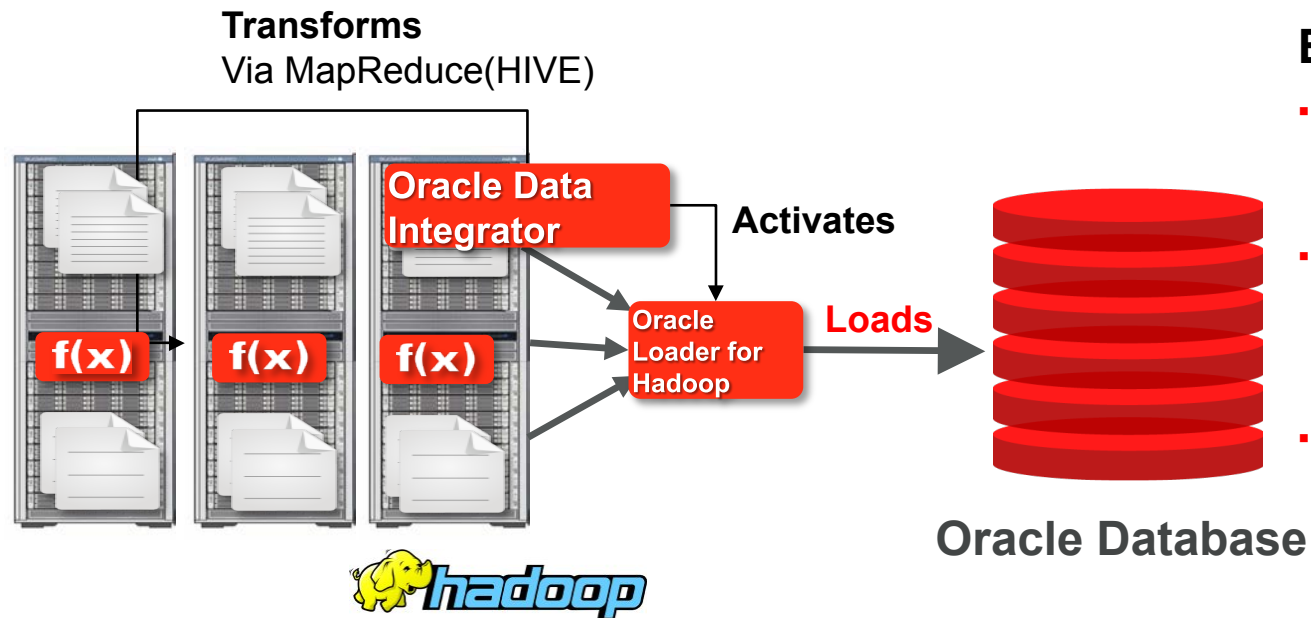 Transforms
Via MapReduce(HIVE)
Oracle Data
Integrator
Activates
f(x)
f(x)
f(x)
Oracle
Loader for
Hadoop
Loads
Oracle Database
hadoop